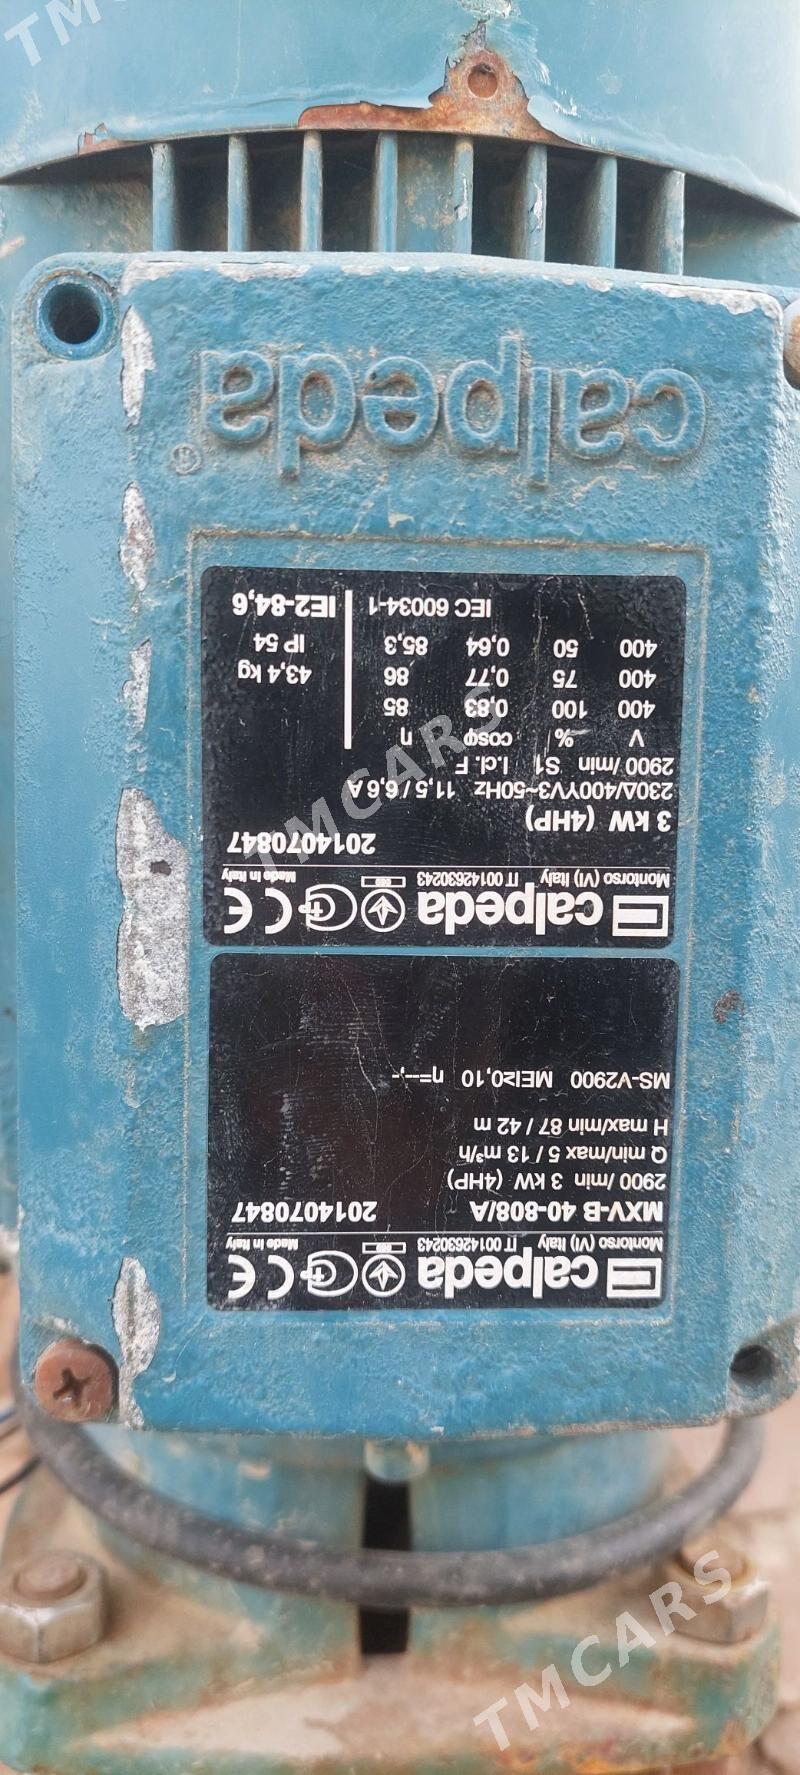 calpeda®
calpeda
Montorso (VI) Italy IT 00142630243 Made in Italy
MXV-B 40-808/A 2014070847
2900 /min 3 kW (4HP)
Q min/max 5 / 13 m³/h
H max/min 87 / 42 m
MS-V2900 MEI≥0,10 η=--,-
calpeda
Montorso (VI) Italy IT 00142630243 Made in Italy
2014070847
3 kW (4HP)
230Δ/400YV3~50Hz 11,5 / 6,6 A
2900 /min S1 I.cl. F
V % cosφ η
400 100 0,83 85
400 75 0,77 86 43,4 kg
400 50 0,64 85,3 IP 54
IEC 60034-1 IE2-84,6
TMCARS
TMCARS
TMCARS